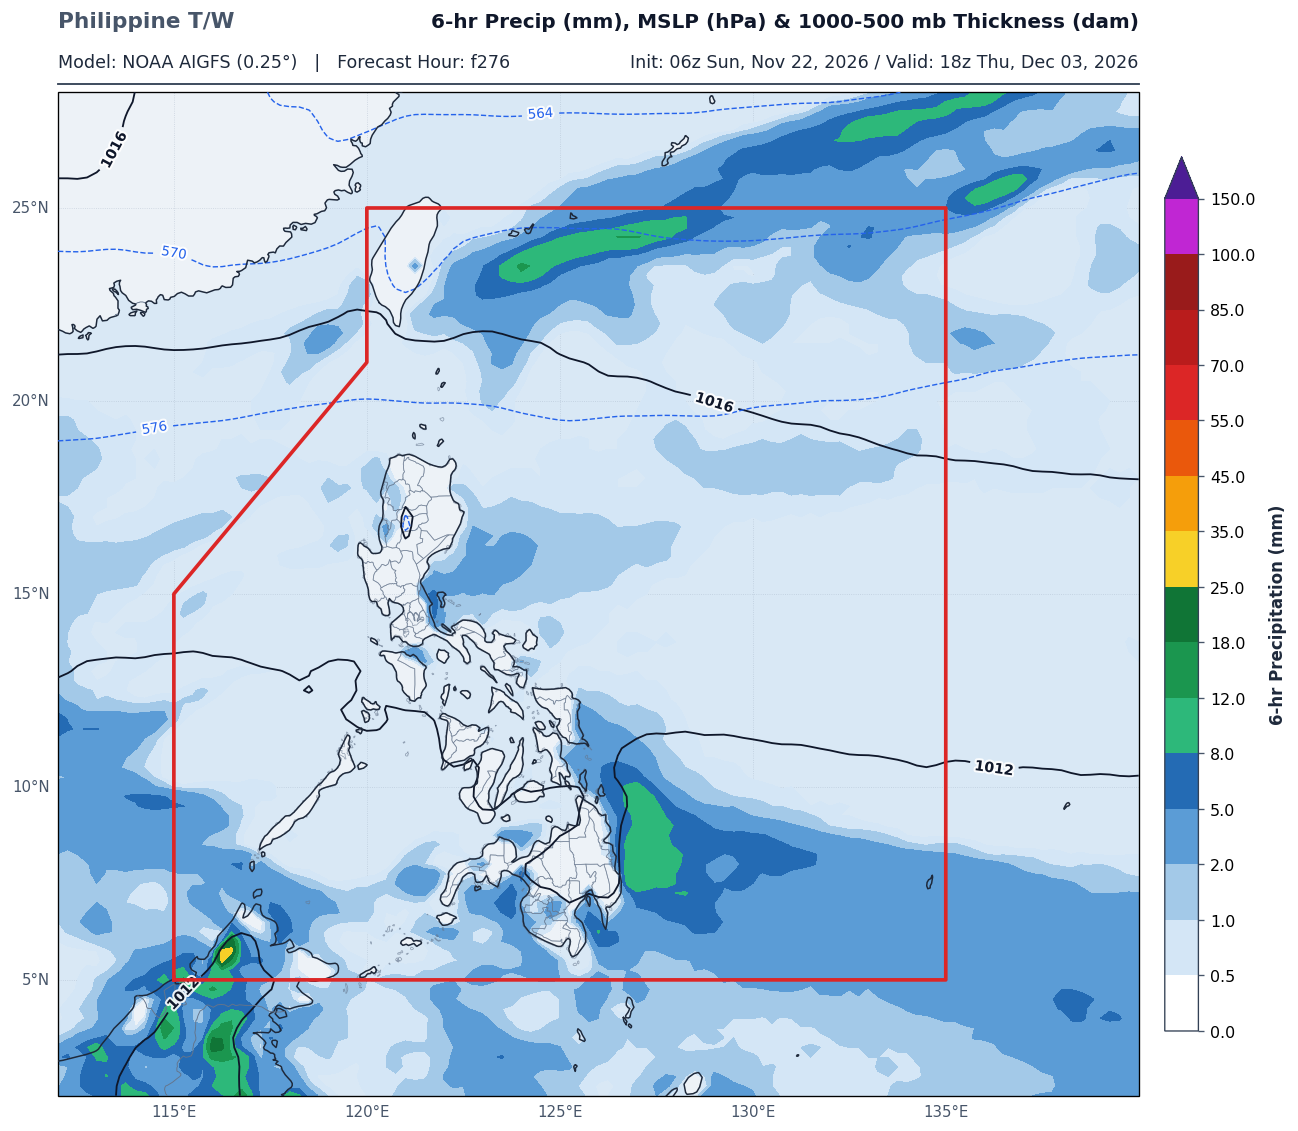 Philippine T/W
6-hr Precip (mm), MSLP (hPa) & 1000-500 mb Thickness (dam)
Model: NOAA AIGFS (0.25°)   |   Forecast Hour: f276
Init: 06z Sun, Nov 22, 2026 / Valid: 18z Thu, Dec 03, 2026
564
1016
570
576
1016
1012
1012
25°N
20°N
15°N
10°N
5°N
115°E
120°E
125°E
130°E
135°E
150.0
100.0
85.0
70.0
55.0
45.0
35.0
25.0
18.0
12.0
8.0
5.0
2.0
1.0
0.5
0.0
6-hr Precipitation (mm)